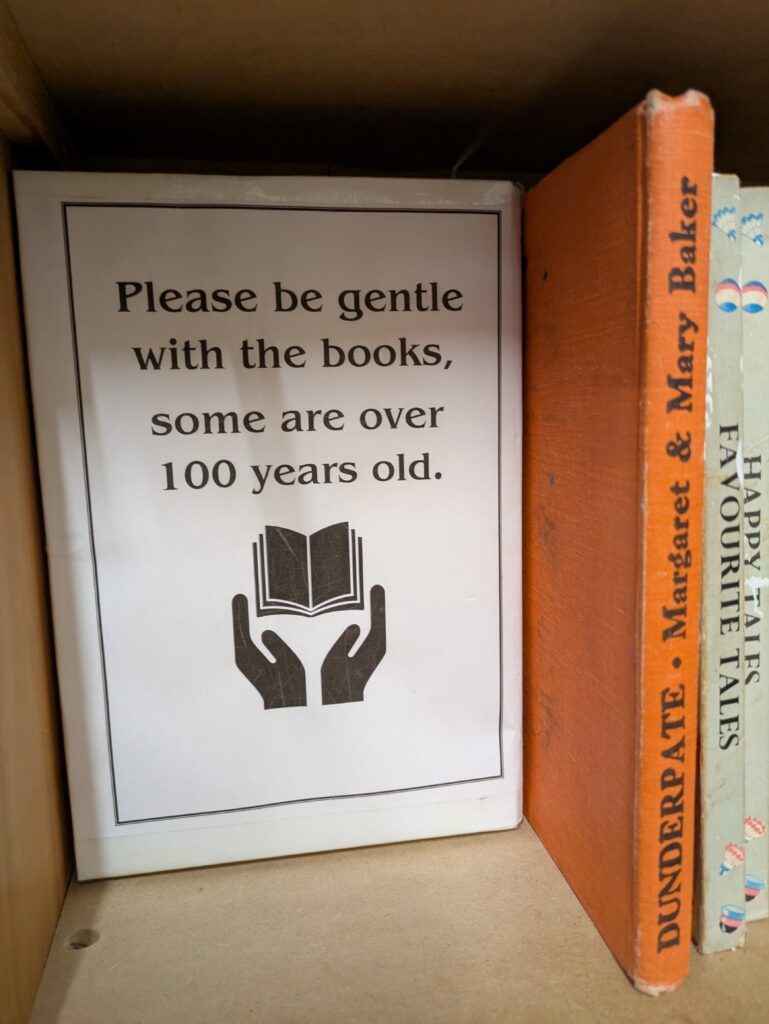 Please be gentle
with the books,
some are over
100 years old.
DUNDERPATE • Margaret & Mary Baker
FAVOURITE TALES
HAPPY TALES